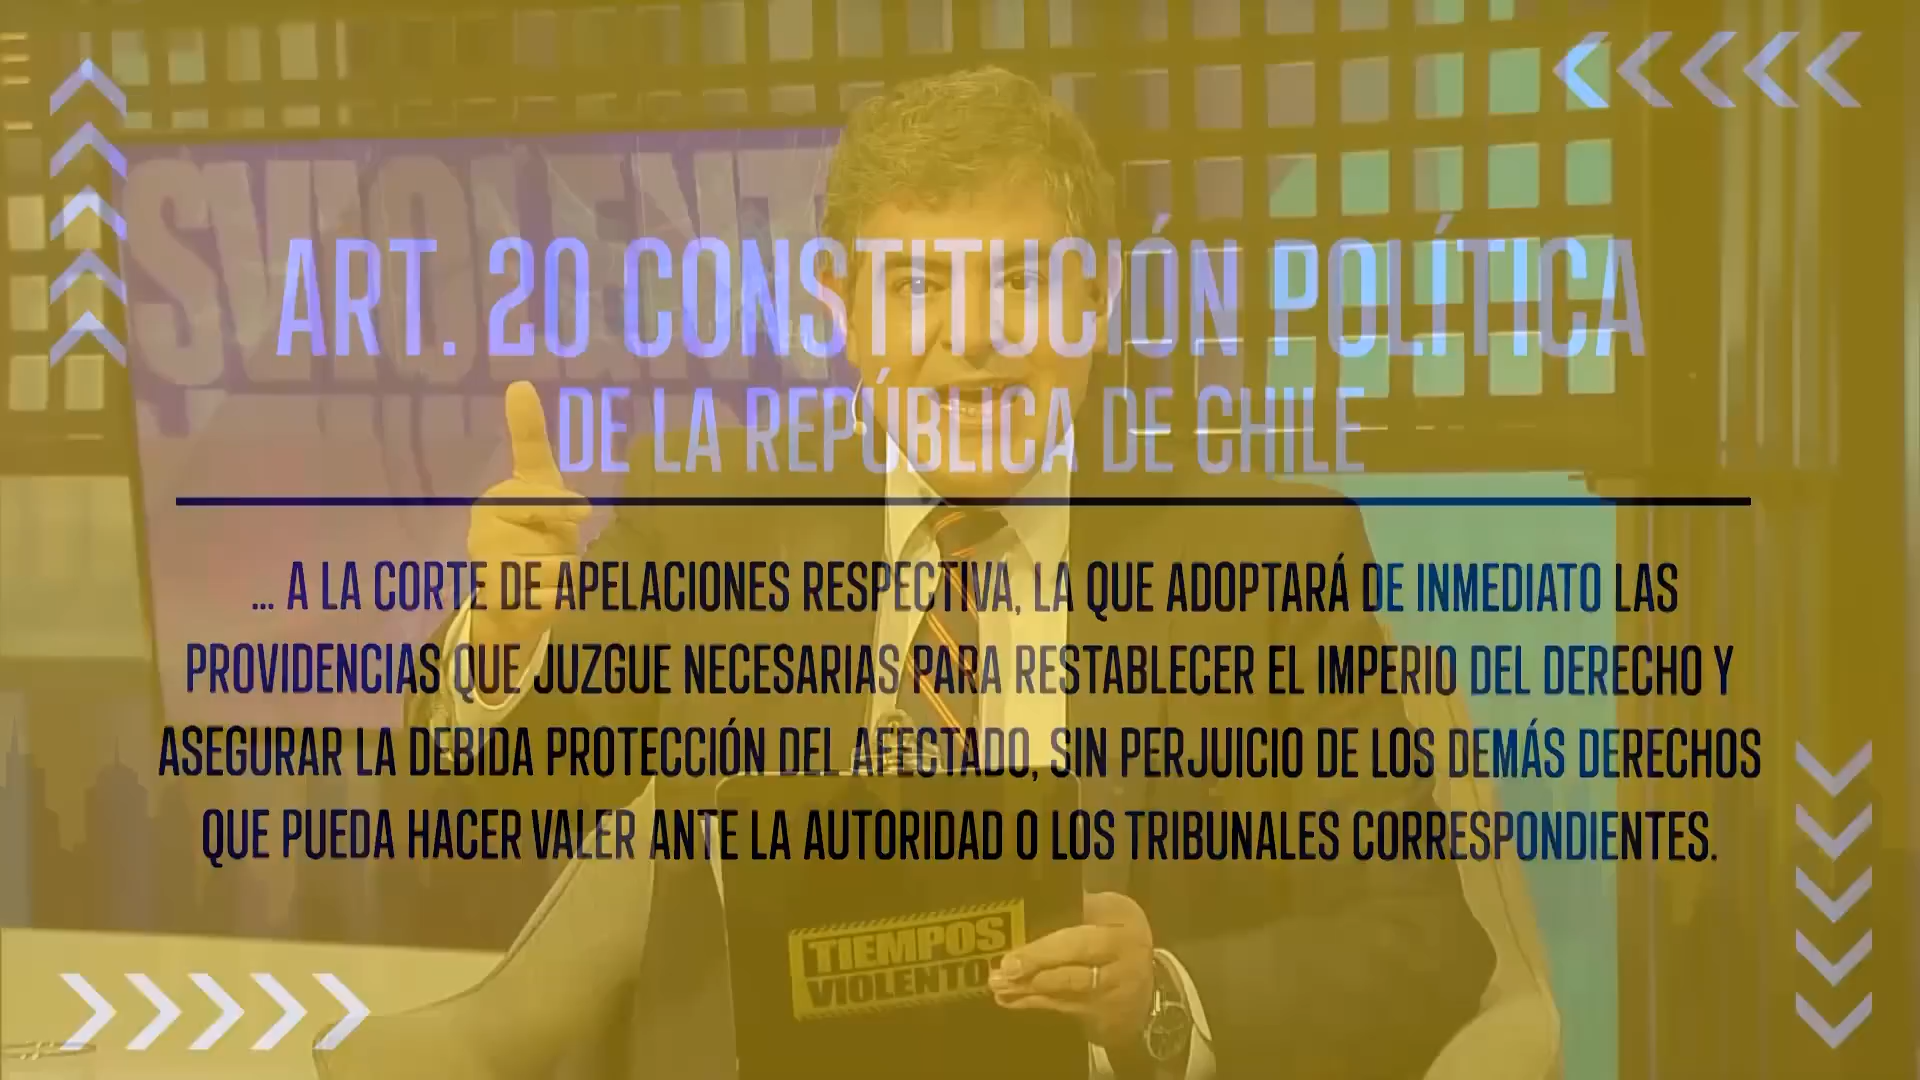 SVIOLENT
ART. 20 CONSTITUCIÓN POLÍTICA
DE LA REPÚBLICA DE CHILE
... A LA CORTE DE APELACIONES RESPECTIVA, LA QUE ADOPTARÁ DE INMEDIATO LAS
PROVIDENCIAS QUE JUZGUE NECESARIAS PARA RESTABLECER EL IMPERIO DEL DERECHO Y
ASEGURAR LA DEBIDA PROTECCIÓN DEL AFECTADO, SIN PERJUICIO DE LOS DEMÁS DERECHOS
QUE PUEDA HACER VALER ANTE LA AUTORIDAD O LOS TRIBUNALES CORRESPONDIENTES.
TIEMPOS
VIOLENTOS